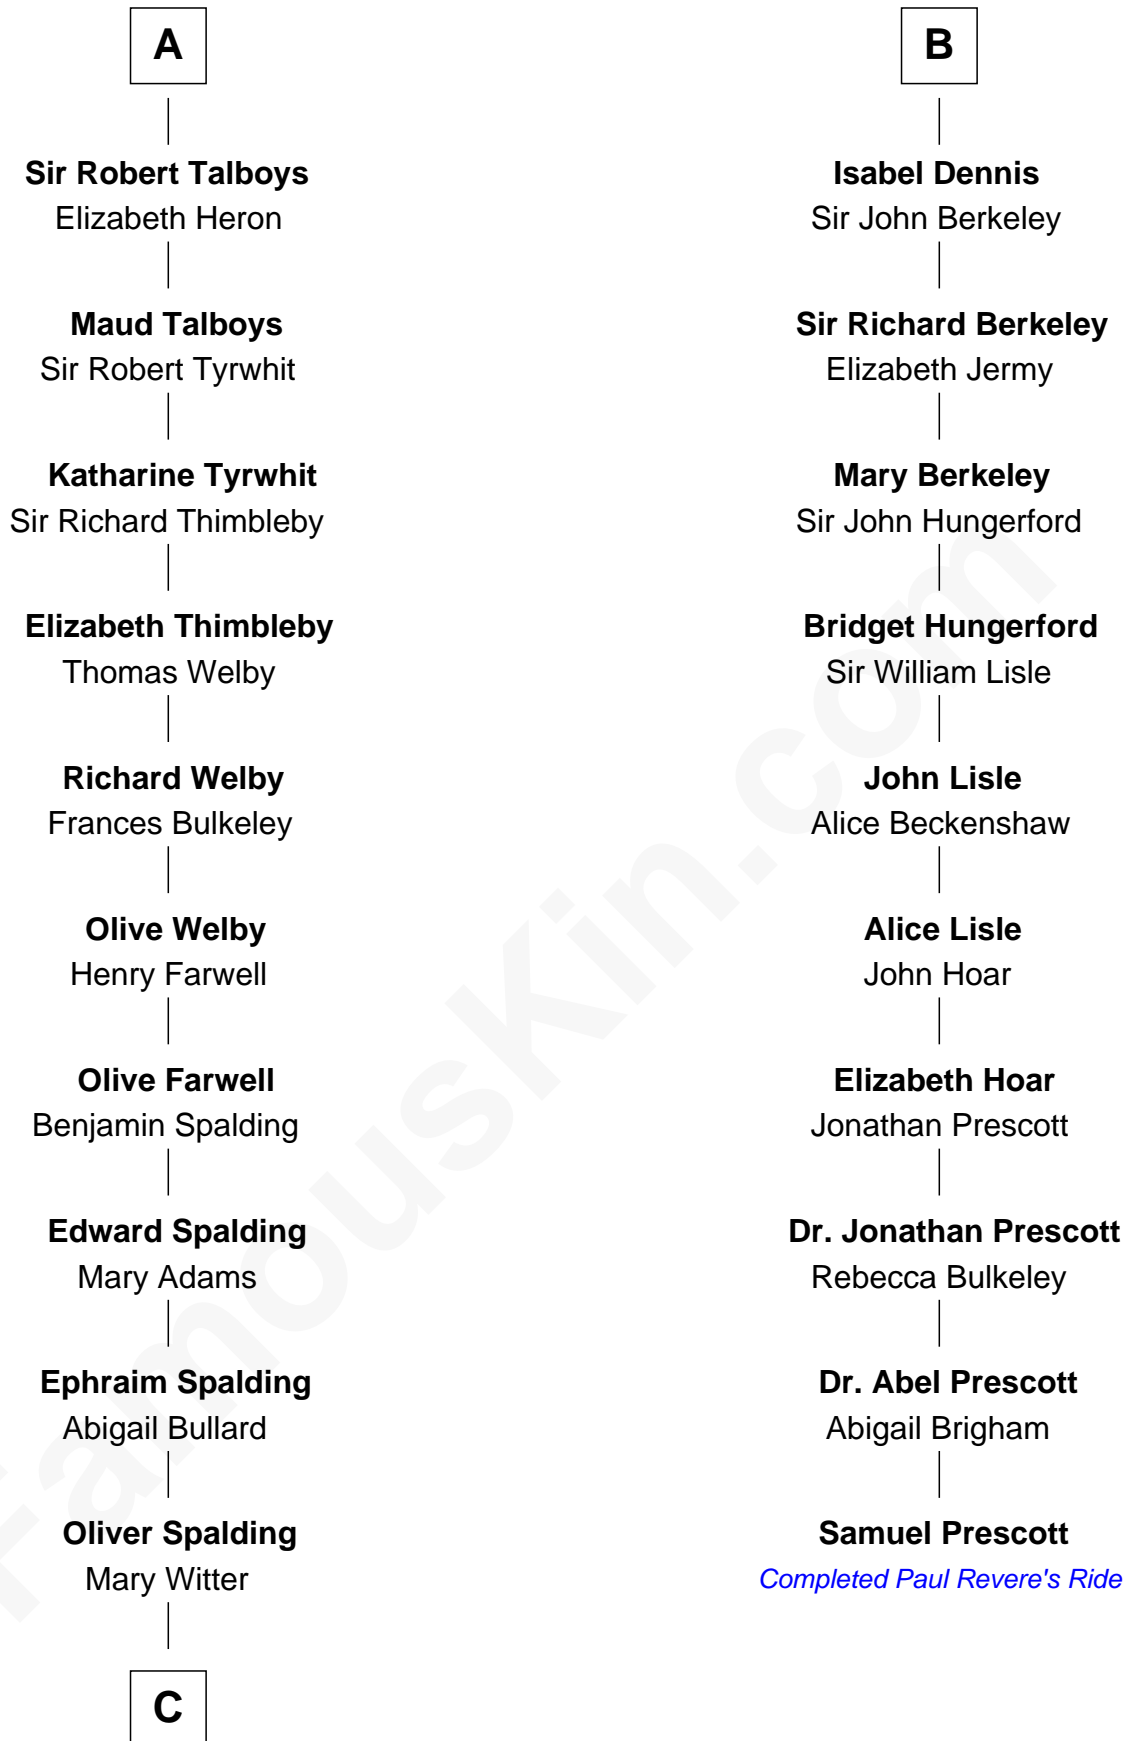 A
Sir Robert Talboys
Elizabeth Heron
Maud Talboys
Sir Robert Tyrwhit
Katharine Tyrwhit
Sir Richard Thimbleby
Elizabeth Thimbleby
Thomas Welby
Richard Welby
Frances Bulkeley
Olive Welby
Henry Farwell
Olive Farwell
Benjamin Spalding
Edward Spalding
Mary Adams
Ephraim Spalding
Abigail Bullard
Oliver Spalding
Mary Witter
C
B
Isabel Dennis
Sir John Berkeley
Sir Richard Berkeley
Elizabeth Jermy
Mary Berkeley
Sir John Hungerford
Bridget Hungerford
Sir William Lisle
John Lisle
Alice Beckenshaw
Alice Lisle
John Hoar
Elizabeth Hoar
Jonathan Prescott
Dr. Jonathan Prescott
Rebecca Bulkeley
Dr. Abel Prescott
Abigail Brigham
Samuel Prescott
Completed Paul Revere's Ride
FamousKin.com